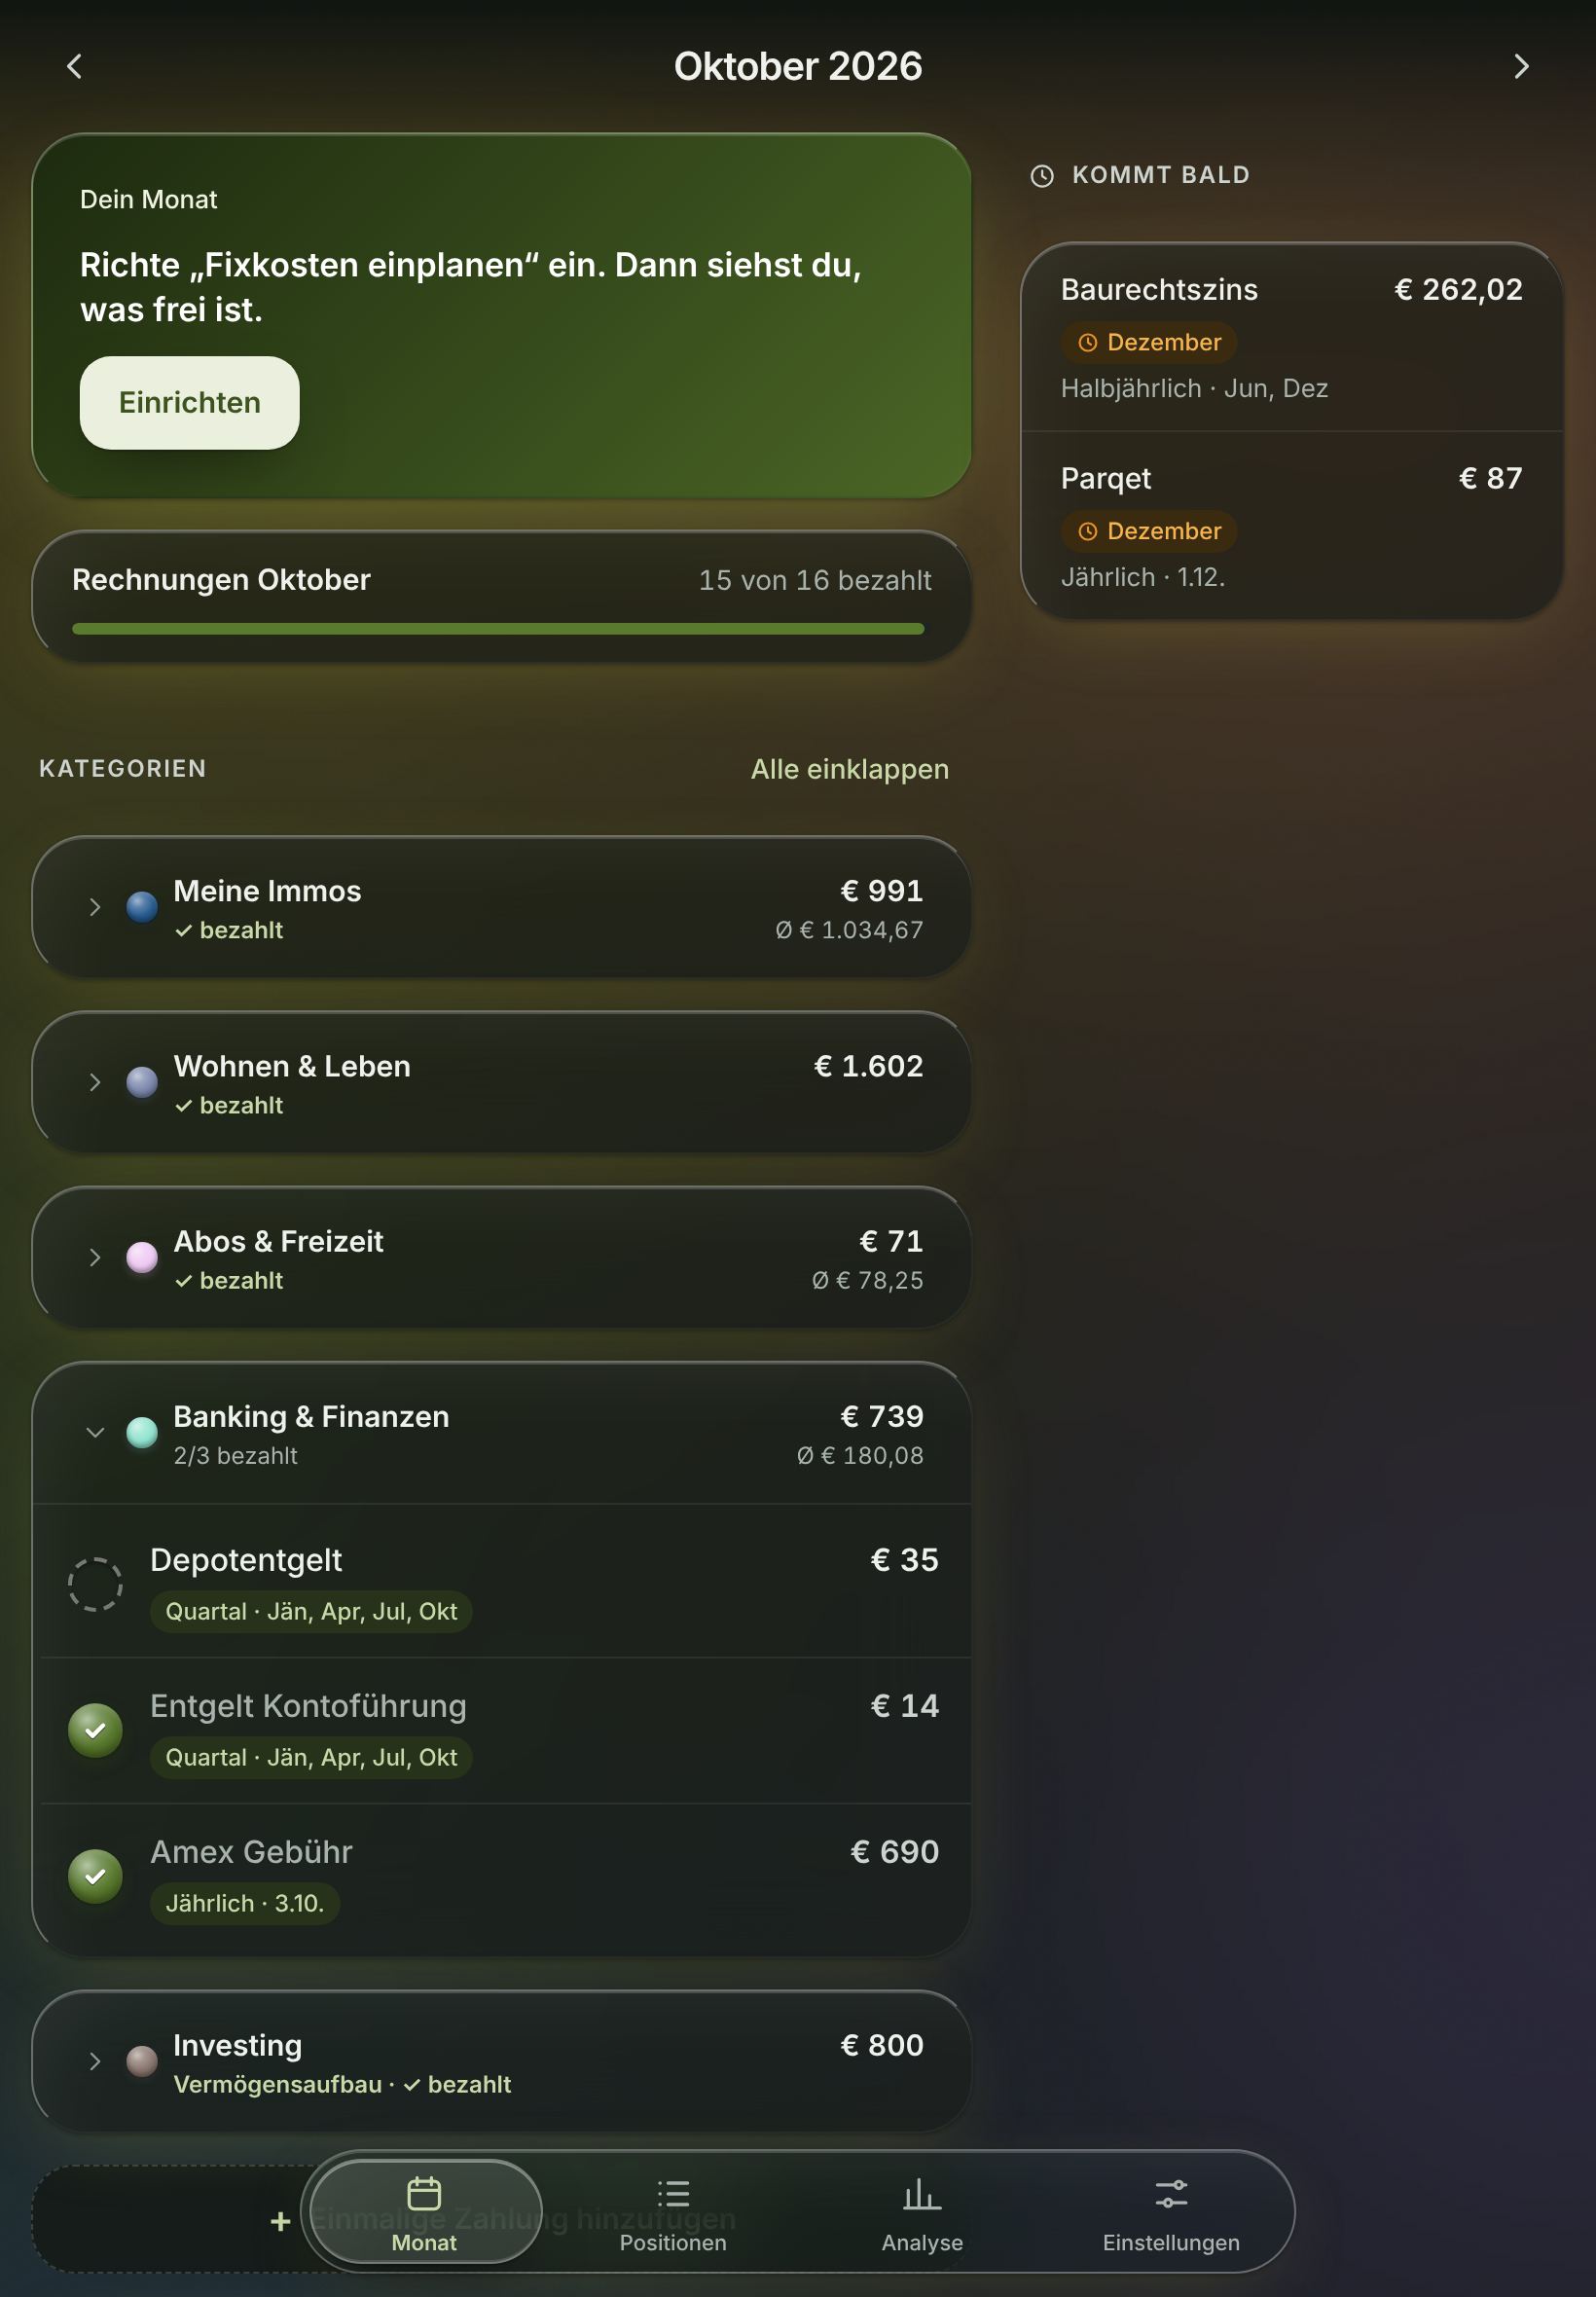 Oktober 2026
Dein Monat
Richte „Fixkosten einplanen“ ein. Dann siehst du,
was frei ist.
Einrichten
Rechnungen Oktober
15 von 16 bezahlt
KOMMT BALD
Baurechtszins
€ 262,02
Dezember
Halbjährlich · Jun, Dez
Parqet
€ 87
Dezember
Jährlich · 1.12.
KATEGORIEN
Alle einklappen
Meine Immos
€ 991
✓ bezahlt
Ø € 1.034,67
Wohnen & Leben
€ 1.602
✓ bezahlt
Abos & Freizeit
€ 71
✓ bezahlt
Ø € 78,25
Banking & Finanzen
€ 739
2/3 bezahlt
Ø € 180,08
Depotentgelt
€ 35
Quartal · Jän, Apr, Jul, Okt
Entgelt Kontoführung
€ 14
Quartal · Jän, Apr, Jul, Okt
Amex Gebühr
€ 690
Jährlich · 3.10.
Investing
€ 800
Vermögensaufbau · ✓ bezahlt
+ Einmalige Zahlung hinzufügen
Monat
Positionen
Analyse
Einstellungen